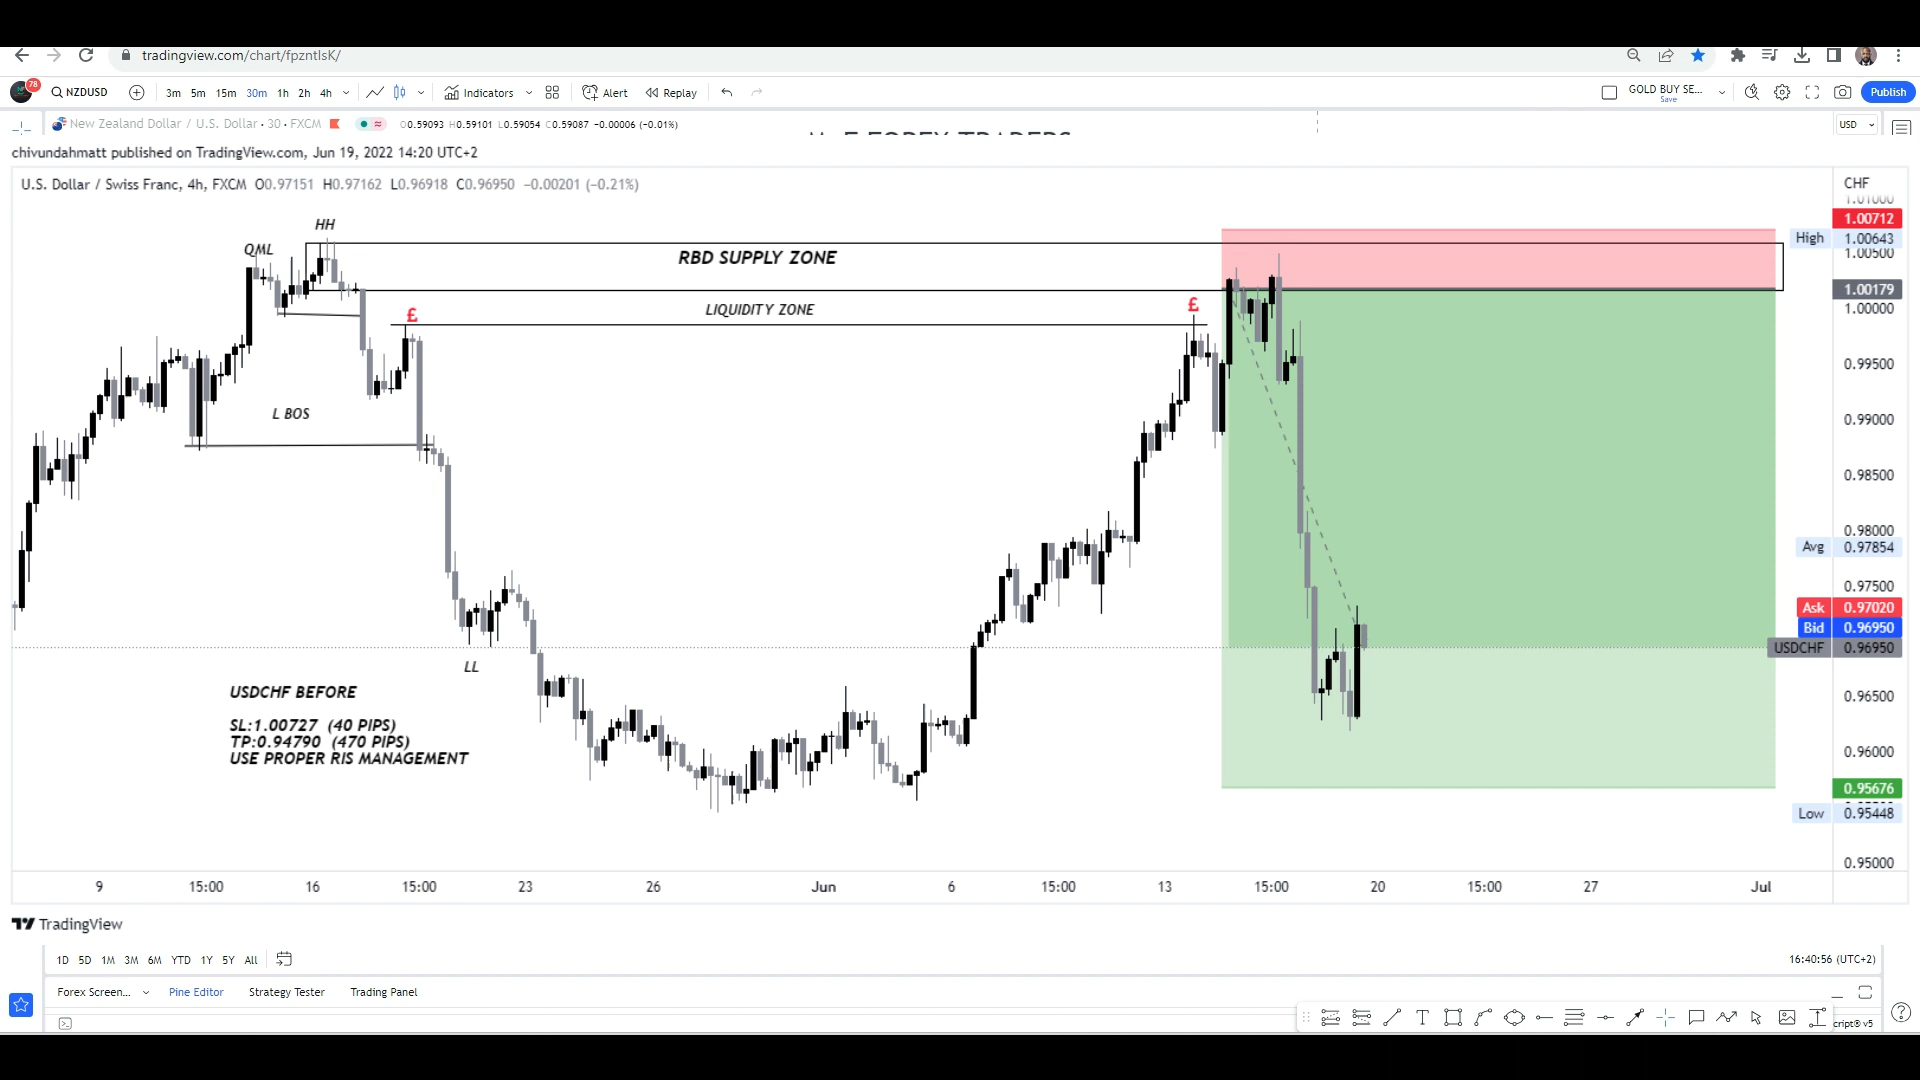 tradingview.com/chart/fpzntlsK/
78
NZDUSD
3m 5m 15m 30m 1h 2h 4h
Indicators
Alert
Replay
GOLD BUY SE...
Save
Publish
New Zealand Dollar / U.S. Dollar · 30 · FXCM
O0.59093 H0.59101 L0.59054 C0.59087 -0.00006 (-0.01%)
USD
chivundahmatt published on TradingView.com, Jun 19, 2022 14:20 UTC+2
U.S. Dollar / Swiss Franc, 4h, FXCM O0.97151 H0.97162 L0.96918 C0.96950 −0.00201 (−0.21%)
CHF
1.01000
1.00712
High 1.00643
1.00500
1.00179
1.00000
0.99500
0.99000
0.98500
0.98000
Avg 0.97854
0.97500
Ask 0.97020
Bid 0.96950
USDCHF 0.96950
0.96500
0.96000
0.95676
Low 0.95448
0.95000
HH
QML
RBD SUPPLY ZONE
LIQUIDITY ZONE
£
£
L BOS
LL
USDCHF BEFORE
SL:1.00727 (40 PIPS)
TP:0.94790 (470 PIPS)
USE PROPER RIS MANAGEMENT
9 15:00 16 15:00 23 26 Jun 6 15:00 13 15:00 20 15:00 27 Jul
TradingView
1D 5D 1M 3M 6M YTD 1Y 5Y All
16:40:56 (UTC+2)
Forex Screen... Pine Editor Strategy Tester Trading Panel
cript® v5